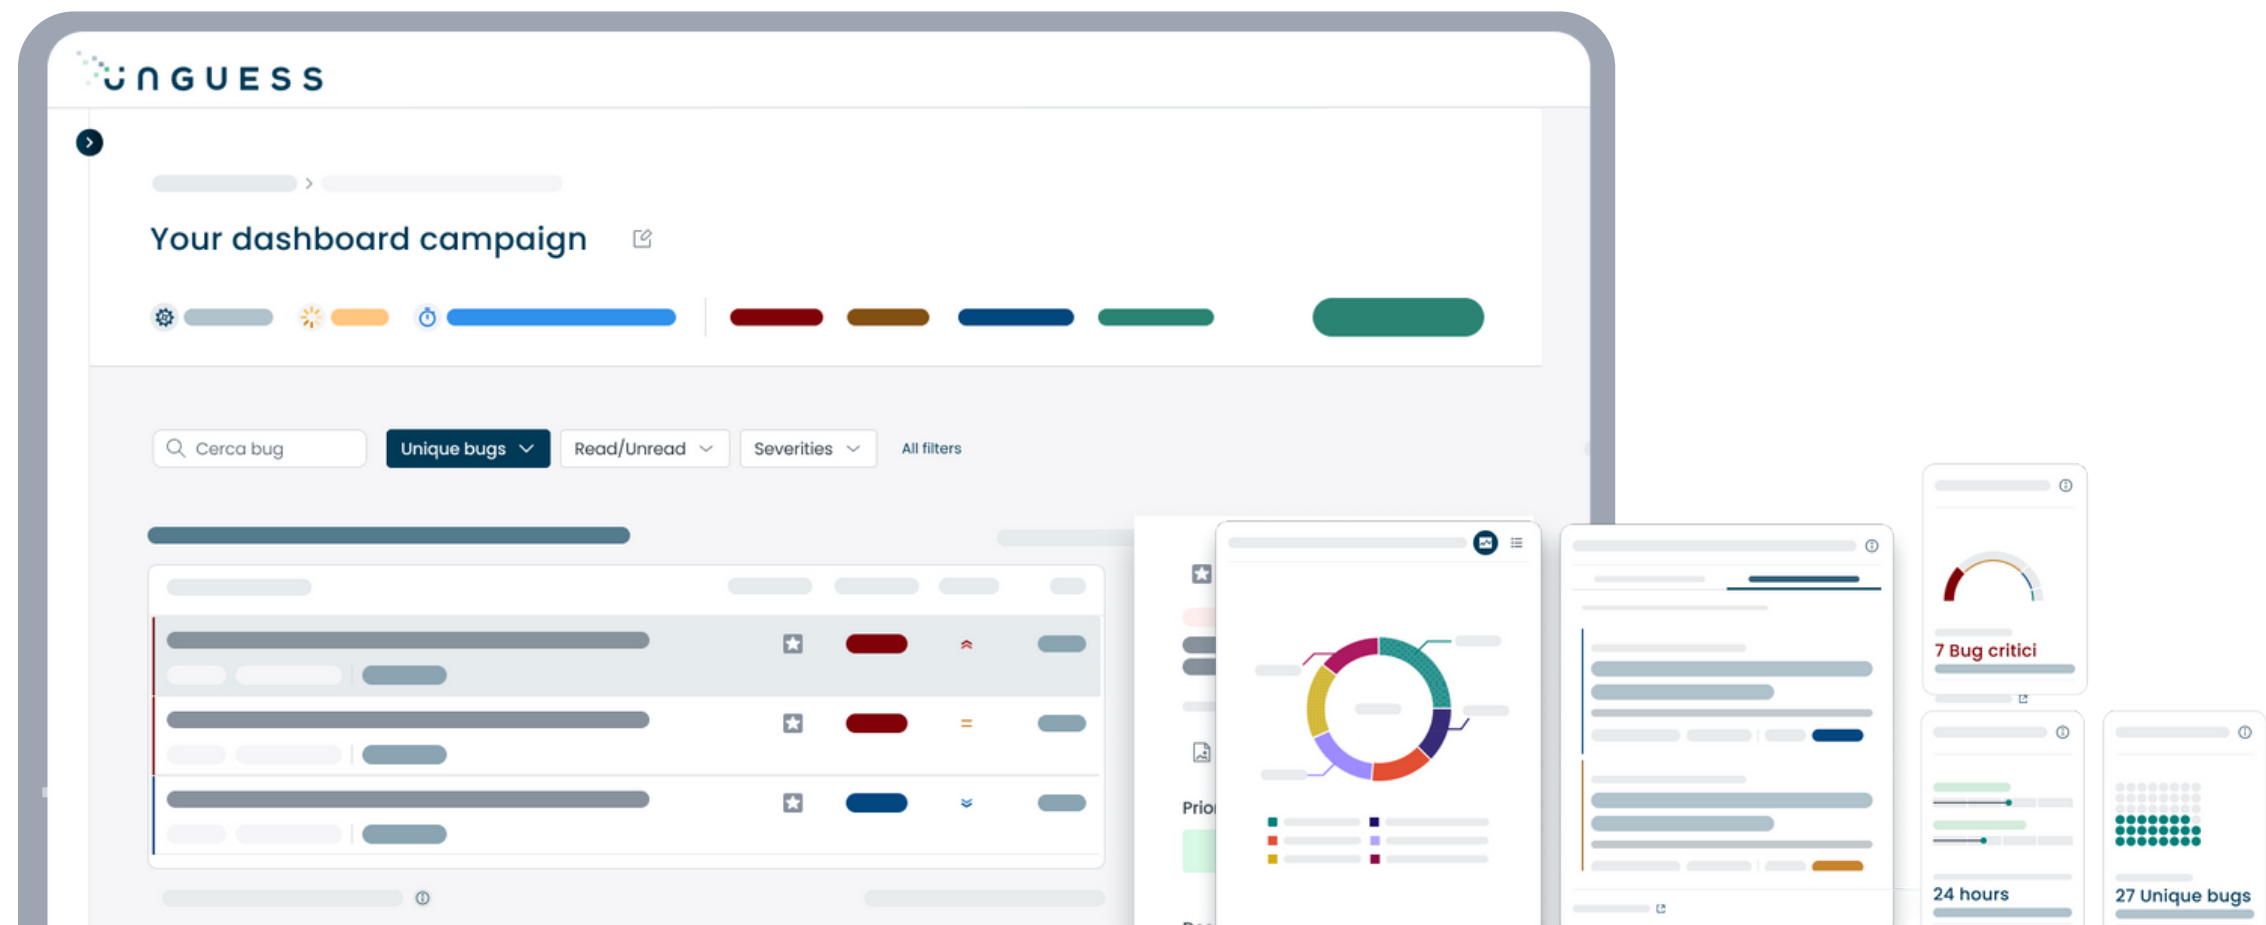 UNGUESS
Your dashboard campaign
Cerca bug
Unique bugs
Read/Unread
Severities
All filters
7 Bug critici
Prior
24 hours
27 Unique bugs